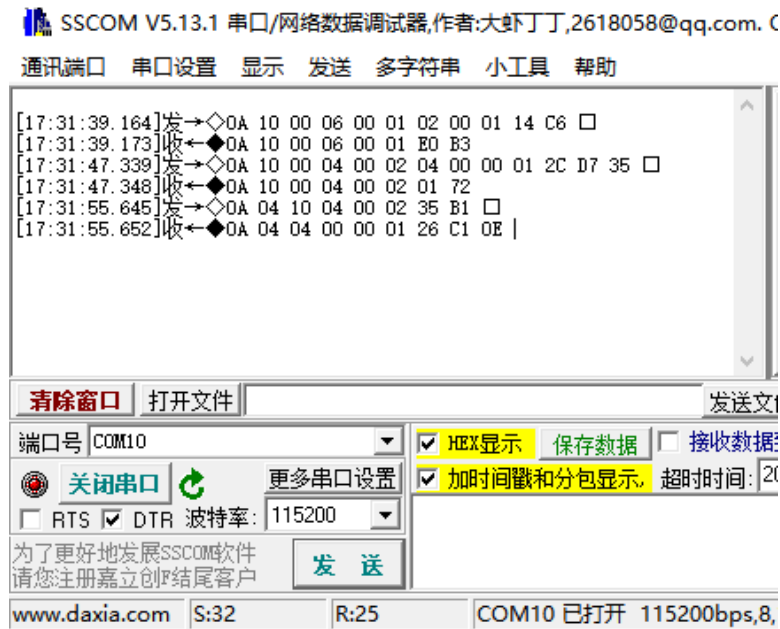 SSCOM V5.13.1 串口/网络数据调试器,作者:大虾丁丁,2618058@qq.com.
通讯端口 串口设置 显示 发送 多字符串 小工具 帮助
[17:31:39.164]发→◇0A 10 00 06 00 01 02 00 01 14 C6 □
[17:31:39.173]收←◆0A 10 00 06 00 01 E0 B3
[17:31:47.339]发→◇0A 10 00 04 00 02 04 00 00 01 2C D7 35 □
[17:31:47.348]收←◆0A 10 00 04 00 02 01 72
[17:31:55.645]发→◇0A 04 10 04 00 02 35 B1 □
[17:31:55.652]收←◆0A 04 04 00 00 01 26 C1 0E
清除窗口 打开文件 发送文
端口号 COM10 HEX显示 保存数据 接收数据
关闭串口 更多串口设置 加时间戳和分包显示, 超时时间: 20
RTS DTR 波特率: 115200
为了更好地发展SSCOM软件
请您注册嘉立创F结尾客户
发 送
www.daxia.com S:32 R:25 COM10 已打开 115200bps,8,